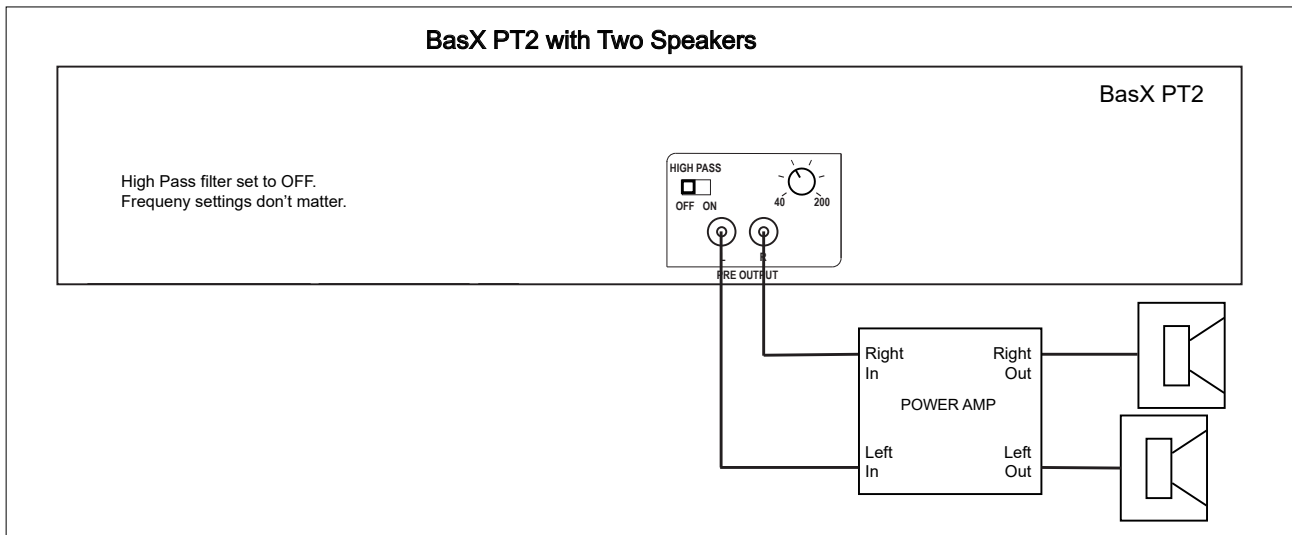 BasX PT2 with Two Speakers
BasX PT2
High Pass filter set to OFF.
Frequeny settings don't matter.
HIGH PASS
OFF ON
40 200
L R
PRE OUTPUT
Right In
Right Out
POWER AMP
Left In
Left Out